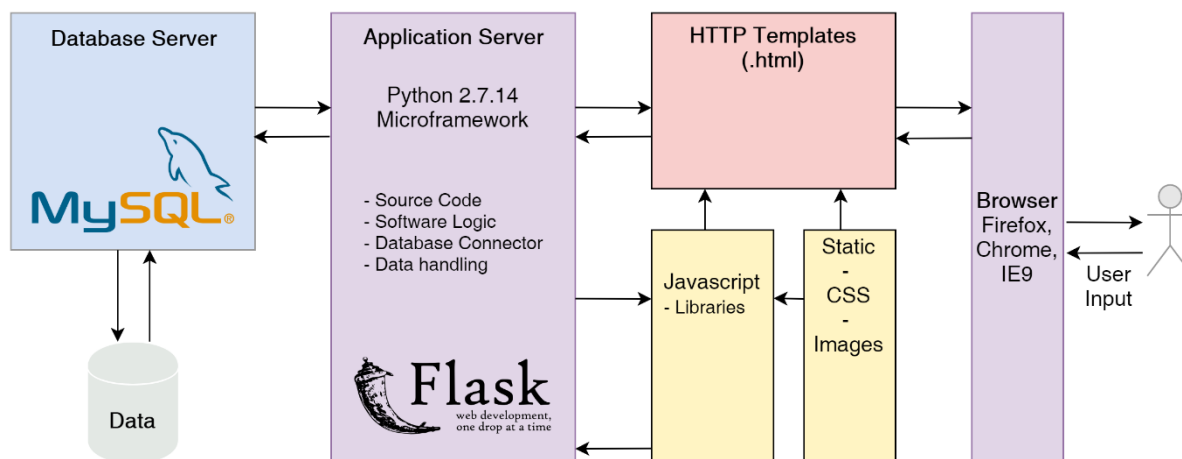 Database Server
MySQL®
Data
Application Server
Python 2.7.14
Microframework
- Source Code
- Software Logic
- Database Connector
- Data handling
Flask
web development,
one drop at a time
HTTP Templates
(.html)
Javascript
- Libraries
Static
-
CSS
-
Images
Browser
Firefox,
Chrome,
IE9
User
Input